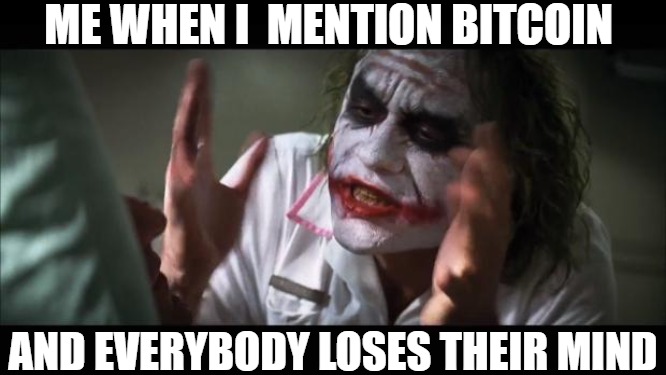 ME WHEN I  MENTION BITCOIN
AND EVERYBODY LOSES THEIR MIND